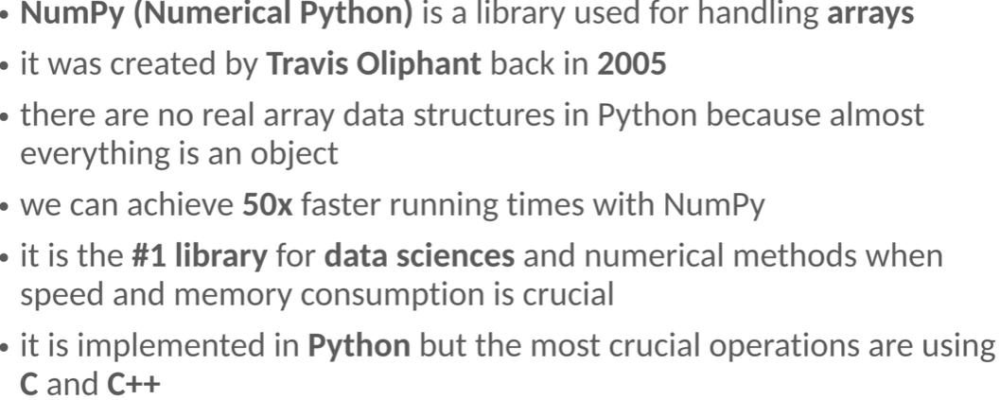 • NumPy (Numerical Python) is a library used for handling arrays
• it was created by Travis Oliphant back in 2005
• there are no real array data structures in Python because almost
everything is an object
• we can achieve 50x faster running times with NumPy
• it is the #1 library for data sciences and numerical methods when
speed and memory consumption is crucial
• it is implemented in Python but the most crucial operations are using
C and C++